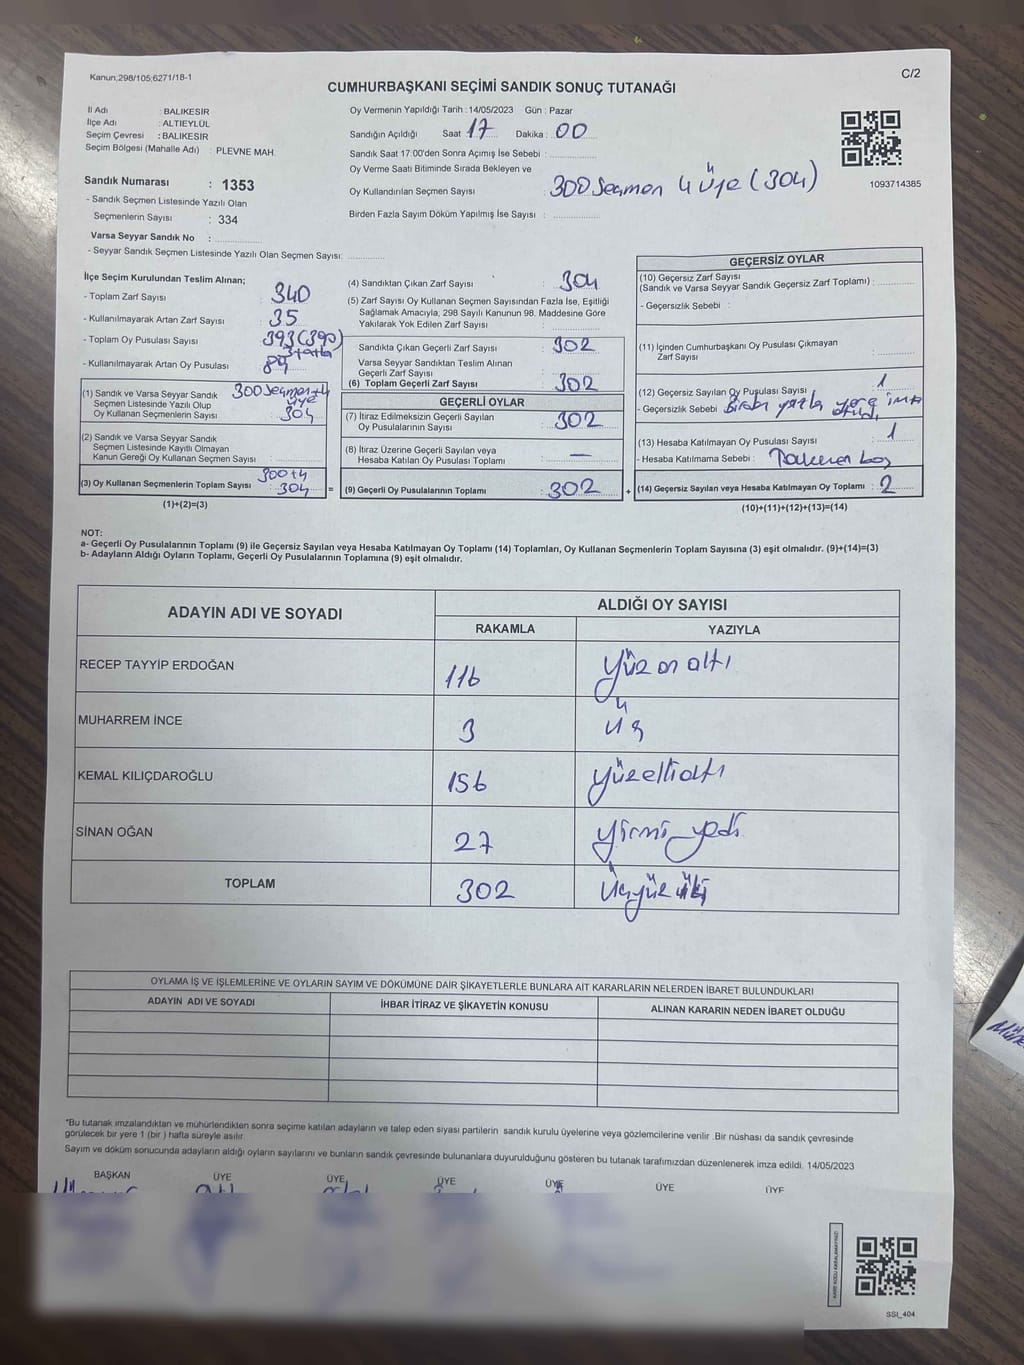 Kanun;298/105;6271/18-1
C/2
CUMHURBAŞKANI SEÇİMİ SANDIK SONUÇ TUTANAĞI
İli Adı : BALIKESİR
İlçe Adı : ALTIEYLÜL
Seçim Çevresi : BALIKESİR
Seçim Bölgesi (Mahalle Adı) : PLEVNE MAH.
Sandık Numarası : 1353
- Sandık Seçmen Listesinde Yazılı Olan
Seçmenlerin Sayısı : 334
Varsa Seyyar Sandık No :
- Seyyar Sandık Seçmen Listesinde Yazılı Olan Seçmen Sayısı:
Oy Vermenin Yapıldığı Tarih : 14/05/2023 Gün : Pazar
Sandığın Açıldığı Saat 17 Dakika : 00
Sandık Saat 17:00'den Sonra Açımış İse Sebebi :
Oy Verme Saati Bitiminde Sırada Bekleyen ve
Oy Kullandırılan Seçmen Sayısı : 300 Seçmen 4 Üye (304)
Birden Fazla Sayım Döküm Yapılmış İse Sayısı :
1093714385
İlçe Seçim Kurulundan Teslim Alınan;
- Toplam Zarf Sayısı : 340
- Kullanılmayarak Artan Zarf Sayısı : 35
- Toplam Oy Pusulası Sayısı : 393 (390)
- Kullanılmayarak Artan Oy Pusulası :
(1) Sandık ve Varsa Seyyar Sandık
Seçmen Listesinde Yazılı Olup
Oy Kullanan Seçmenlerin Sayısı : 300 Seçmen + 4 üye 304
(2) Sandık ve Varsa Seyyar Sandık
Seçmen Listesinde Kayıtlı Olmayan
Kanun Gereği Oy Kullanan Seçmen Sayısı :
(3) Oy Kullanan Seçmenlerin Toplam Sayısı : 300+4 304
(1)+(2)=(3)
(4) Sandıktan Çıkan Zarf Sayısı : 304
(5) Zarf Sayısı Oy Kullanan Seçmen Sayısından Fazla İse, Eşitliği
Sağlamak Amacıyla, 298 Sayılı Kanunun 98. Maddesine Göre
Yakılarak Yok Edilen Zarf Sayısı :
Sandıkta Çıkan Geçerli Zarf Sayısı : 302
Varsa Seyyar Sandıktan Teslim Alınan
Geçerli Zarf Sayısı :
(6) Toplam Geçerli Zarf Sayısı : 302
GEÇERLİ OYLAR
(7) İtiraz Edilmeksizin Geçerli Sayılan
Oy Pusulalarının Sayısı : 302
(8) İtiraz Üzerine Geçerli Sayılan veya
Hesaba Katılan Oy Pusulası Toplamı : —
= (9) Geçerli Oy Pusulalarının Toplamı : 302 +
GEÇERSİZ OYLAR
(10) Geçersiz Zarf Sayısı
(Sandık ve Varsa Seyyar Sandık Geçersiz Zarf Toplamı) :
- Geçersizlik Sebebi :
(11) İçinden Cumhurbaşkanı Oy Pusulası Çıkmayan
Zarf Sayısı :
(12) Geçersiz Sayılan Oy Pusulası Sayısı : 1
- Geçersizlik Sebebi : Birden fazla yere
(13) Hesaba Katılmayan Oy Pusulası Sayısı : 1
- Hesaba Katılmama Sebebi : boş
(14) Geçersiz Sayılan veya Hesaba Katılmayan Oy Toplamı : 2
(10)+(11)+(12)+(13)=(14)
NOT:
a- Geçerli Oy Pusulalarının Toplamı (9) ile Geçersiz Sayılan veya Hesaba Katılmayan Oy Toplamı (14) Toplamları, Oy Kullanan Seçmenlerin Toplam Sayısına (3) eşit olmalıdır. (9)+(14)=(3)
b- Adayların Aldığı Oyların Toplamı, Geçerli Oy Pusulalarının Toplamına (9) eşit olmalıdır.
ADAYIN ADI VE SOYADI
ALDIĞI OY SAYISI
RAKAMLA YAZIYLA
RECEP TAYYİP ERDOĞAN 116 yüz on altı
MUHARREM İNCE 3 üç
KEMAL KILIÇDAROĞLU 156 yüzelli altı
SİNAN OĞAN 27 yirmi yedi
TOPLAM 302 Üçyüz iki
OYLAMA İŞ VE İŞLEMLERİNE VE OYLARIN SAYIM VE DÖKÜMÜNE DAİR ŞİKAYETLERLE BUNLARA AİT KARARLARIN NELERDEN İBARET BULUNDUKLARI
ADAYIN ADI VE SOYADI İHBAR İTİRAZ VE ŞİKAYETİN KONUSU ALINAN KARARIN NEDEN İBARET OLDUĞU
*Bu tutanak imzalandıktan ve mühürlendikten sonra seçime katılan adayların ve talep eden siyasi partilerin sandık kurulu üyelerine veya gözlemcilerine verilir .Bir nüshası da sandık çevresinde
görülecek bir yere 1 (bir ) hafta süreyle asılır.
Sayım ve döküm sonucunda adayların aldığı oyların sayılarını ve bunların sandık çevresinde bulunanlara duyurulduğunu gösteren bu tutanak tarafımızdan düzenlenerek imza edildi. 14/05/2023
BAŞKAN ÜYE ÜYE ÜYE ÜYE ÜYE ÜYE
SSI_404